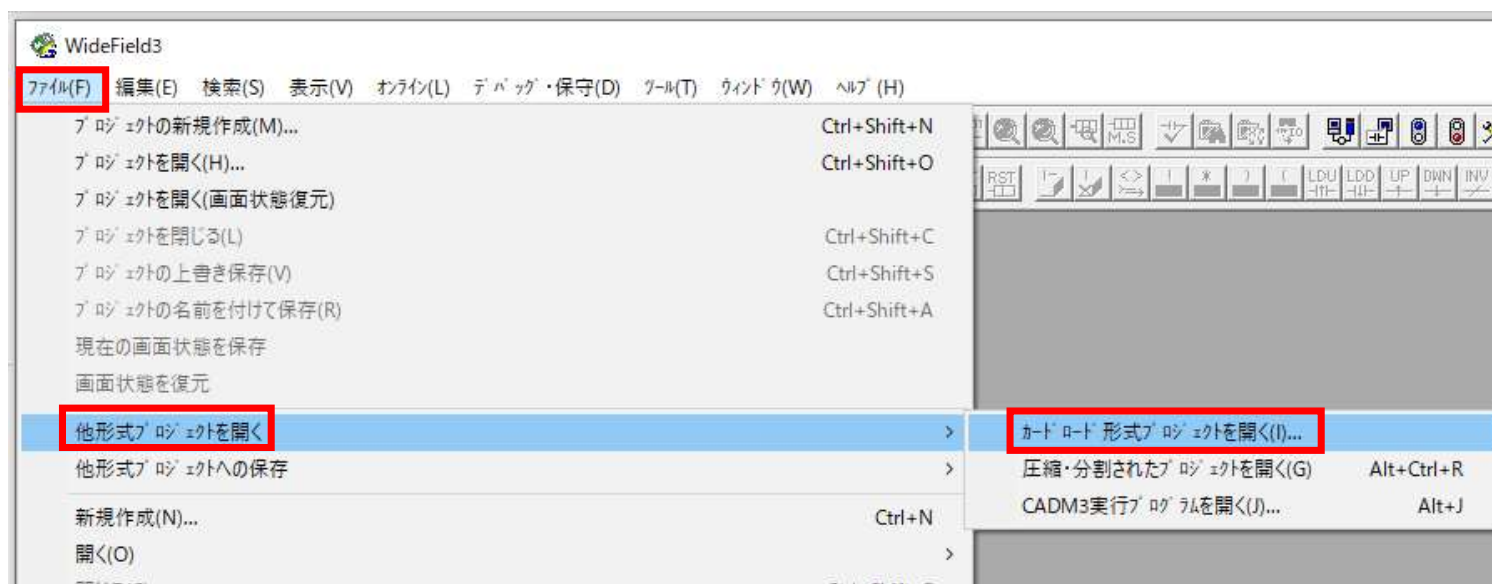 WideField3
ﾌｧｲﾙ(F) 編集(E) 検索(S) 表示(V) ｵﾝﾗｲﾝ(L) ﾃﾞﾊﾞｯｸﾞ・保守(D) ﾂｰﾙ(T) ｳｨﾝﾄﾞｳ(W) ﾍﾙﾌﾟ(H)
ﾌﾟﾛｼﾞｪｸﾄの新規作成(M)... Ctrl+Shift+N
M.S
ﾌﾟﾛｼﾞｪｸﾄを開く(H)... Ctrl+Shift+O
ﾌﾟﾛｼﾞｪｸﾄを開く(画面状態復元)
RST LDU LDD UP DWN INV
ﾌﾟﾛｼﾞｪｸﾄを閉じる(L) Ctrl+Shift+C
ﾌﾟﾛｼﾞｪｸﾄの上書き保存(V) Ctrl+Shift+S
ﾌﾟﾛｼﾞｪｸﾄの名前を付けて保存(R) Ctrl+Shift+A
現在の画面状態を保存
画面状態を復元
他形式ﾌﾟﾛｼﾞｪｸﾄを開く >
ｶｰﾄﾞﾛｰﾄﾞ形式ﾌﾟﾛｼﾞｪｸﾄを開く(I)...
他形式ﾌﾟﾛｼﾞｪｸﾄへの保存 >
圧縮・分割されたﾌﾟﾛｼﾞｪｸﾄを開く(G) Alt+Ctrl+R
CADM3実行ﾌﾟﾛｸﾞﾗﾑを開く(J)... Alt+J
新規作成(N)... Ctrl+N
開く(O) >